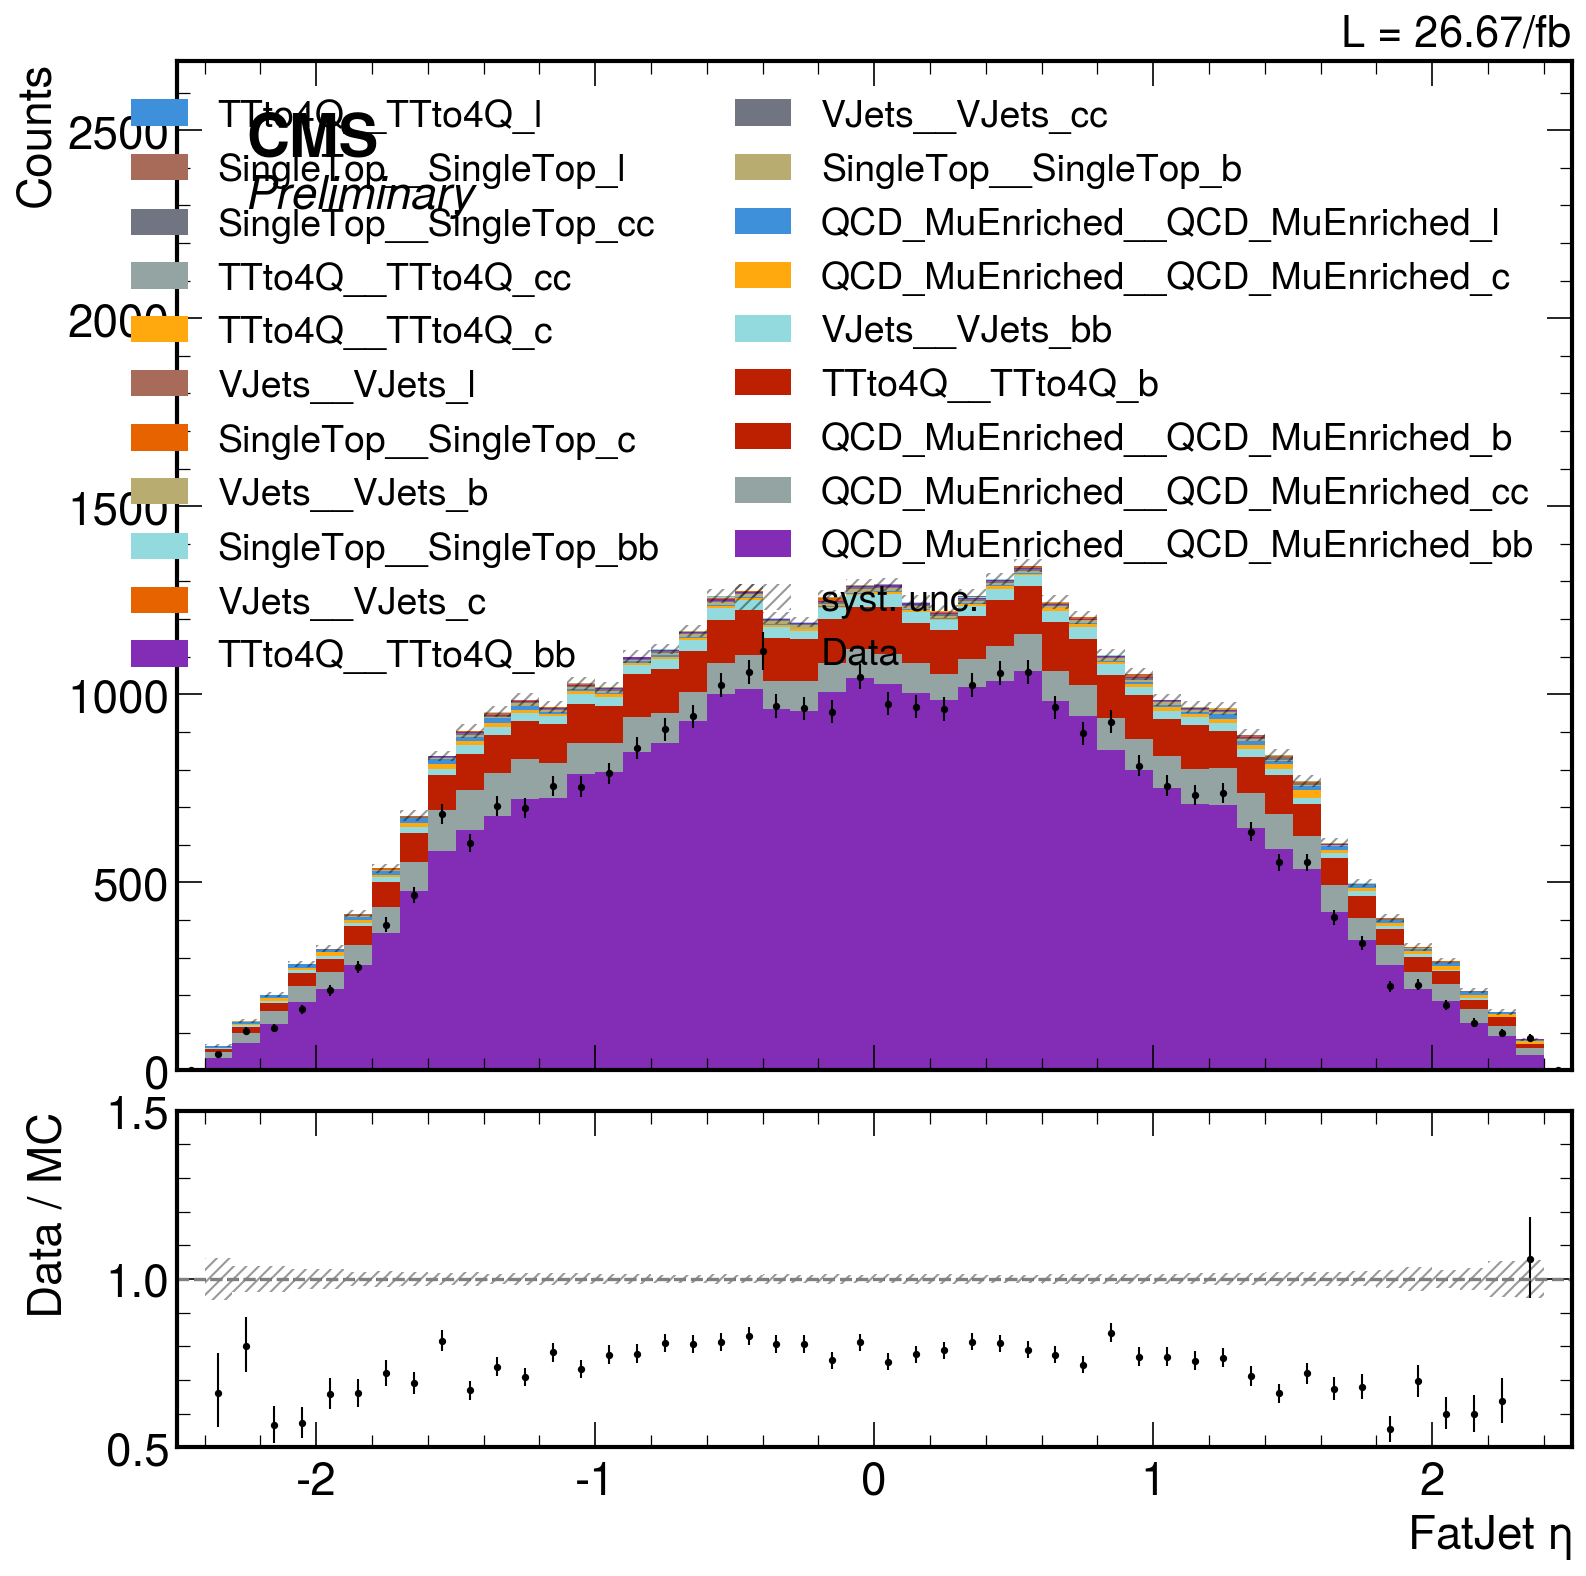 L = 26.67/fb
Counts
CMS
Preliminary
TTto4Q__TTto4Q_l
SingleTop__SingleTop_l
SingleTop__SingleTop_cc
TTto4Q__TTto4Q_cc
TTto4Q__TTto4Q_c
VJets__VJets_l
SingleTop__SingleTop_c
VJets__VJets_b
SingleTop__SingleTop_bb
VJets__VJets_c
TTto4Q__TTto4Q_bb
VJets__VJets_cc
SingleTop__SingleTop_b
QCD_MuEnriched__QCD_MuEnriched_l
QCD_MuEnriched__QCD_MuEnriched_c
VJets__VJets_bb
TTto4Q__TTto4Q_b
QCD_MuEnriched__QCD_MuEnriched_b
QCD_MuEnriched__QCD_MuEnriched_cc
QCD_MuEnriched__QCD_MuEnriched_bb
syst. unc.
Data
2500
2000
1500
1000
500
0
Data / MC
1.5
1.0
0.5
-2 -1 0 1 2
FatJet η